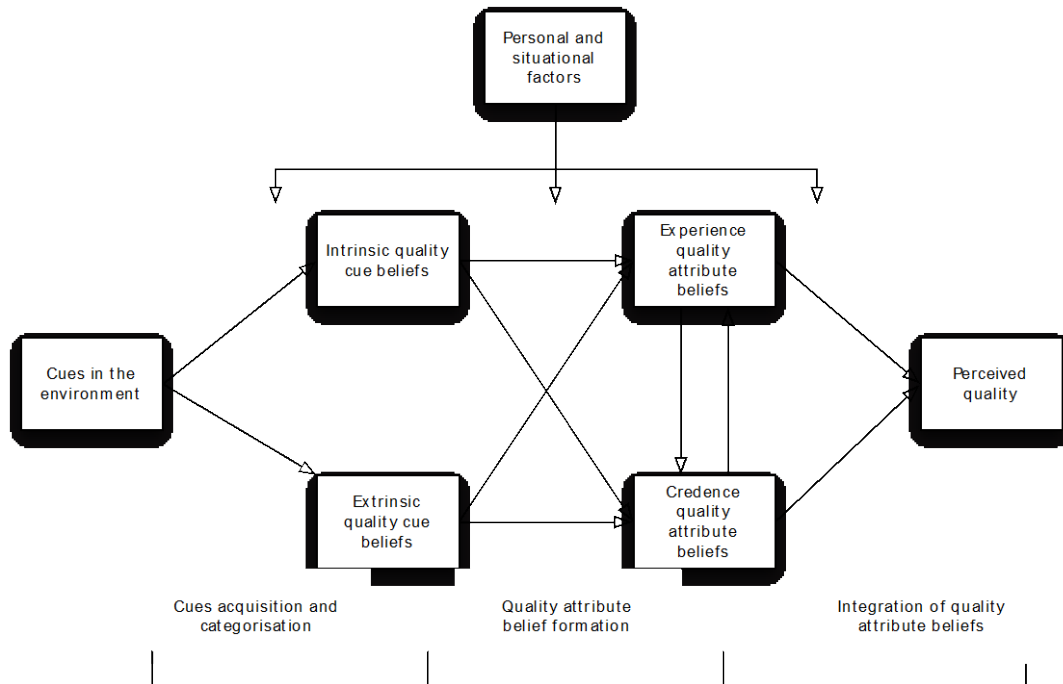 Personal and
situational
factors
Intrinsic quality
cue beliefs
Experience
quality
attribute
beliefs
Cues in the
environment
Perceived
quality
Extrinsic
quality cue
beliefs
Credence
quality
attribute
beliefs
Cues acquisition and
categorisation
Quality attribute
belief formation
Integration of quality
attribute beliefs